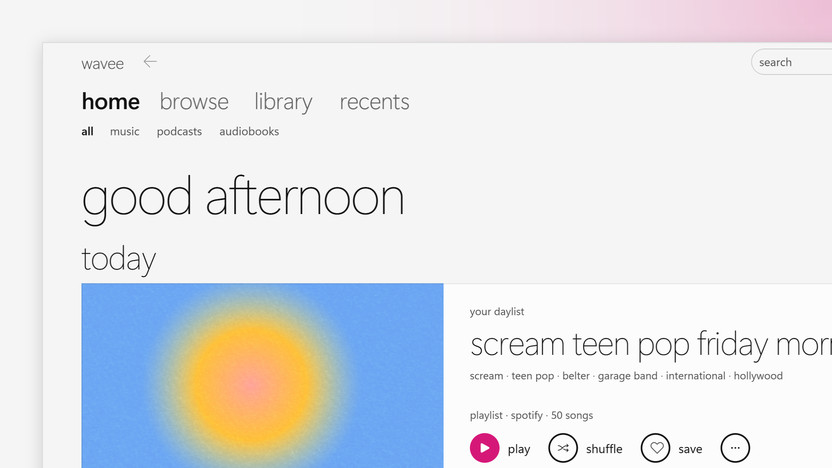 wavee
search
home browse library recents
all music podcasts audiobooks
good afternoon
today
your daylist
scream teen pop friday
scream · teen pop · belter · garage band · international · hollywood
playlist · spotify · 50 songs
play shuffle save